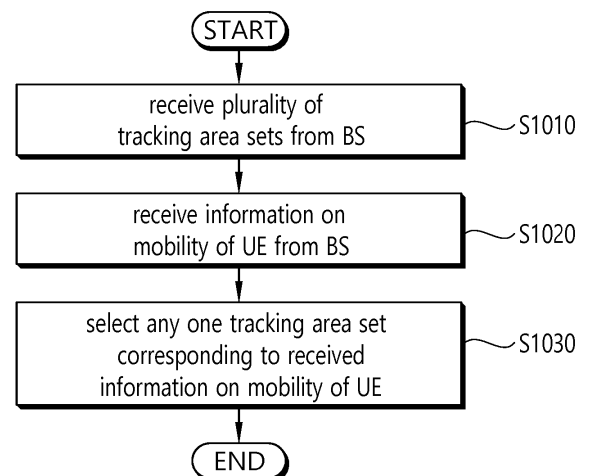 START
receive plurality of
tracking area sets from BS
S1010
receive information on
mobility of UE from BS
S1020
select any one tracking area set
corresponding to received
information on mobility of UE
S1030
END